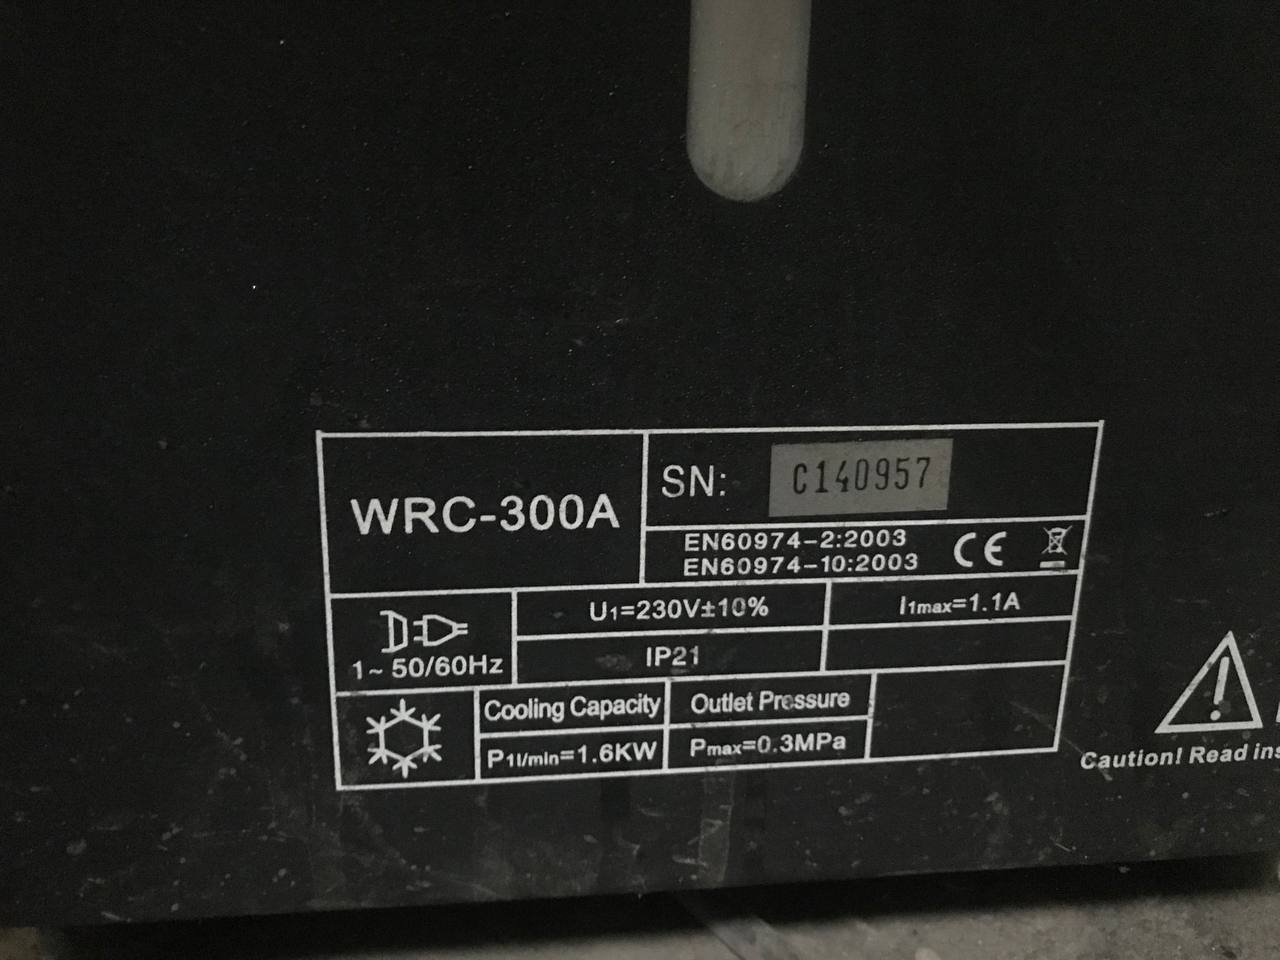 WRC-300A
SN: C140957
EN60974-2:2003
EN60974-10:2003
CE
1~ 50/60Hz
U1=230V±10%
I1max=1.1A
IP21
Cooling Capacity
Outlet Pressure
P1l/min=1.6KW
Pmax=0.3MPa
Caution! Read